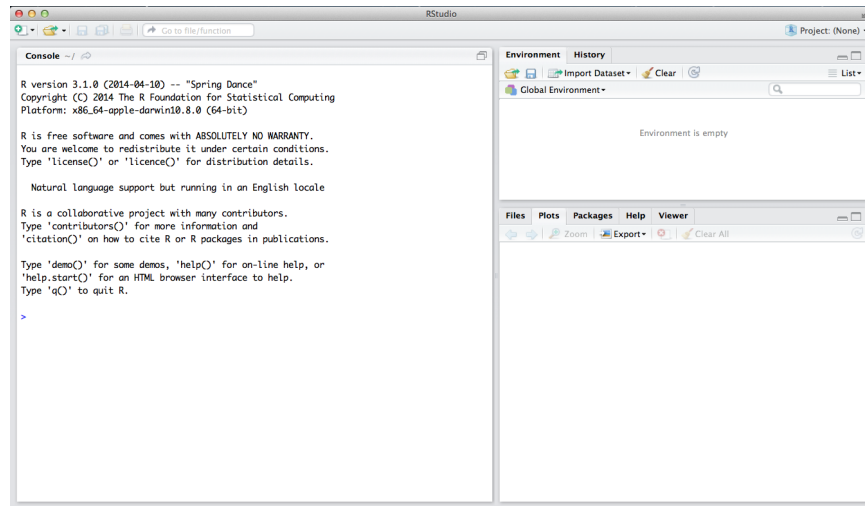 RStudio
Go to file/function
Project: (None)
Console ~/
R version 3.1.0 (2014-04-10) -- "Spring Dance"
Copyright (C) 2014 The R Foundation for Statistical Computing
Platform: x86_64-apple-darwin10.8.0 (64-bit)
R is free software and comes with ABSOLUTELY NO WARRANTY.
You are welcome to redistribute it under certain conditions.
Type 'license()' or 'licence()' for distribution details.
Natural language support but running in an English locale
R is a collaborative project with many contributors.
Type 'contributors()' for more information and
'citation()' on how to cite R or R packages in publications.
Type 'demo()' for some demos, 'help()' for on-line help, or
'help.start()' for an HTML browser interface to help.
Type 'q()' to quit R.
>
Environment History
Import Dataset Clear List
Global Environment
Environment is empty
Files Plots Packages Help Viewer
Zoom Export Clear All